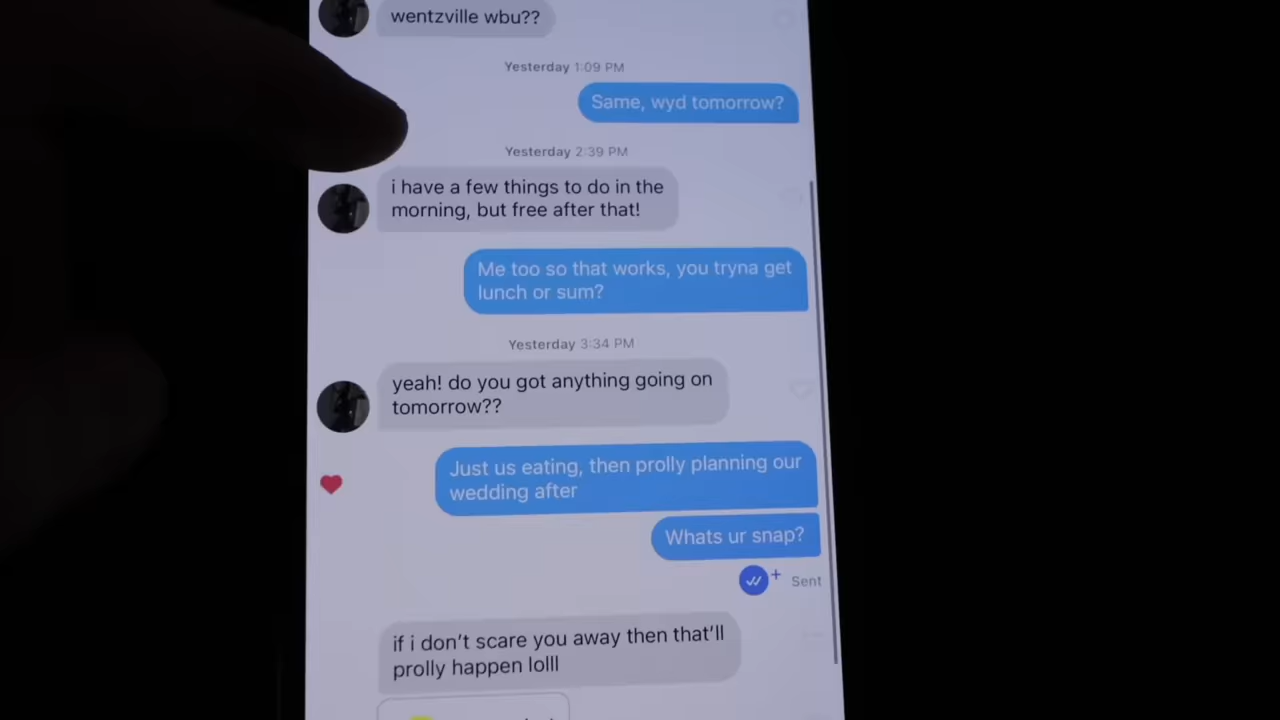 wentzville wbu??
Yesterday 1:09 PM
Same, wyd tomorrow?
Yesterday 2:39 PM
i have a few things to do in the
morning, but free after that!
Me too so that works, you tryna get
lunch or sum?
Yesterday 3:34 PM
yeah! do you got anything going on
tomorrow??
Just us eating, then prolly planning our
wedding after
Whats ur snap?
Sent
if i don't scare you away then that'll
prolly happen lolll